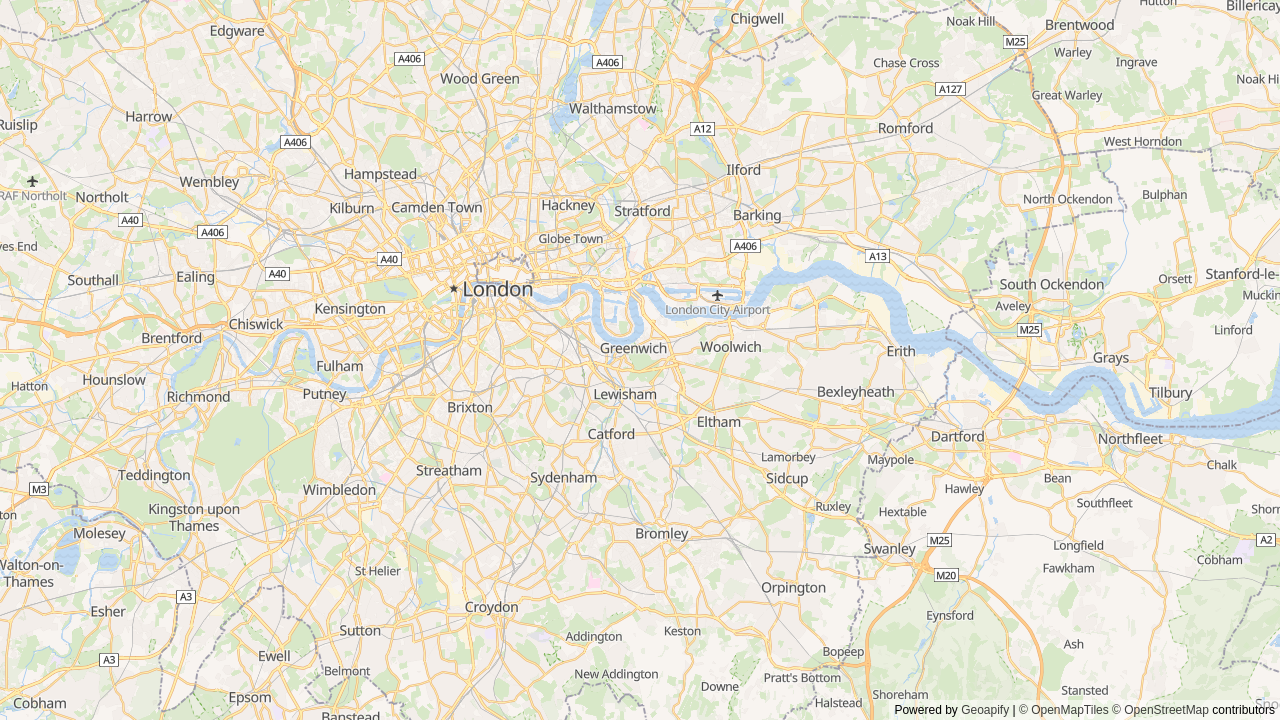 Hutton
Billericay
Chigwell
Noak Hill
Brentwood
Edgware
M25
Warley
A406
A406
Chase Cross
Ingrave
Wood Green
Noak Hi
A127
Great Warley
Walthamstow
Harrow
Ruislip
A12
Romford
A406
West Horndon
Ilford
Hampstead
Wembley
RAF Northolt
Northolt
Bulphan
North Ockendon
Kilburn
Camden Town
Hackney
Stratford
Barking
A40
A406
Globe Town
A406
yes End
A40
A13
Southall
Ealing
A40
Orsett
Stanford-le-
South Ockendon
London
Muckin
Kensington
London City Airport
Aveley
Chiswick
M25
Linford
Brentford
Greenwich
Woolwich
Erith
Grays
Fulham
Hatton
Hounslow
Richmond
Putney
Lewisham
Bexleyheath
Tilbury
Brixton
Eltham
Catford
Dartford
Northfleet
Lamorbey
Maypole
Chalk
Teddington
Streatham
Sydenham
Sidcup
Bean
M3
Wimbledon
Hawley
Southfleet
Kingston upon
Thames
Ruxley
Hextable
Shorn
ton
Molesey
Bromley
A2
M25
Longfield
Swanley
Cobham
Walton-on-
Thames
St Helier
Fawkham
M20
Orpington
A3
Esher
Croydon
Eynsford
Sutton
Addington
Keston
Ash
Bopeep
Ewell
A3
Belmont
New Addington
Pratt's Bottom
Downe
Stansted
Epsom
Shoreham
Cobham
Halstead
Banstead
Powered by Geoapify | © OpenMapTiles © OpenStreetMap contributors